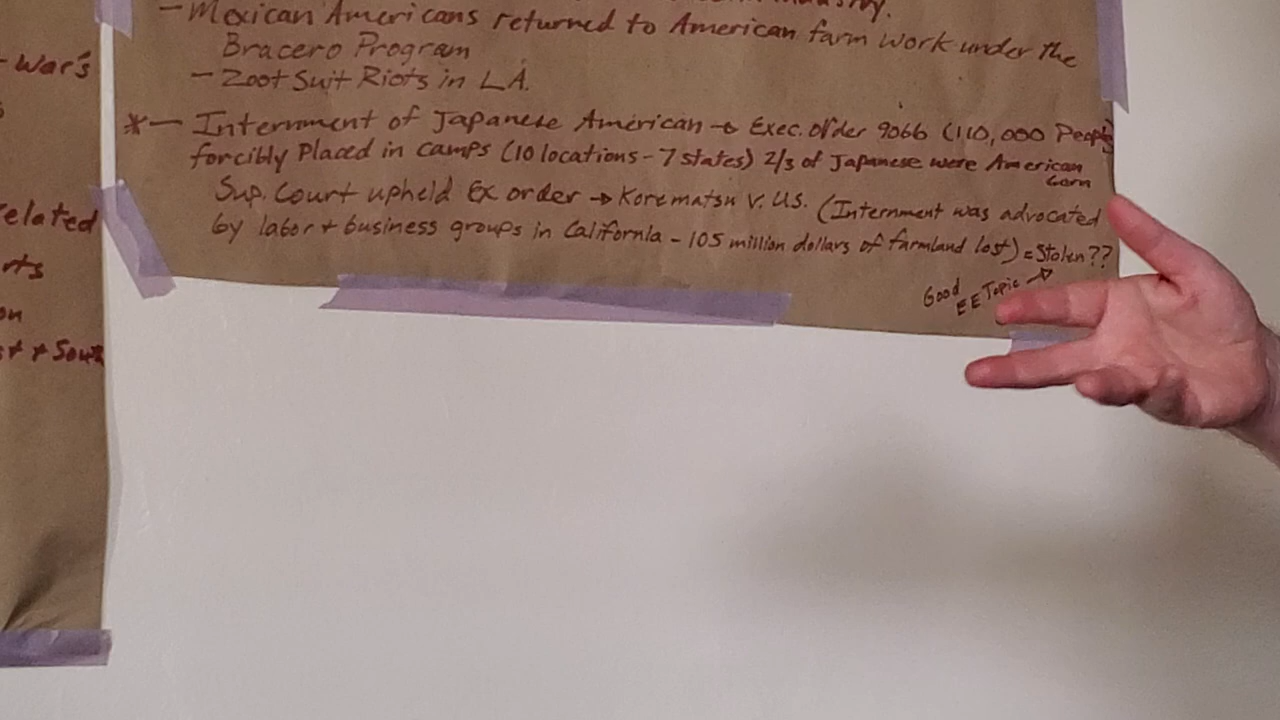 - Mexican Americans returned to American farm work under the
Bracero Program
- Zoot Suit Riots in L.A.
*- Internment of Japanese American → Exec. Order 9066 (110,000 People
forcibly Placed in camps (10 locations - 7 states) 2/3 of Japanese were American
born
Sup. Court upheld Ex order → Korematsu v. U.S. (Internment was advocated
by labor + business groups in California - 105 million dollars of farmland lost) = Stolen??
Good
EE Topic →
- War's
elated
rts
on
st + South